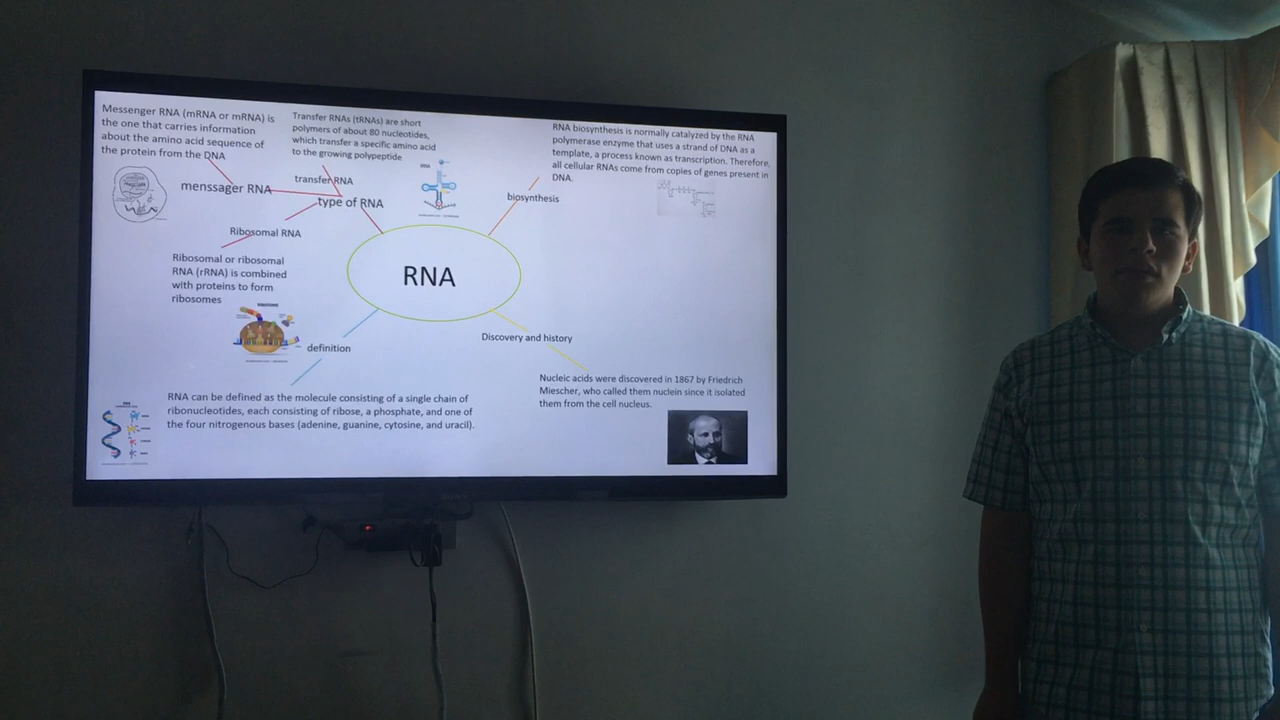 Messenger RNA (mRNA or mRNA) is
the one that carries information
about the amino acid sequence of
the protein from the DNA
Transfer RNAs (tRNAs) are short
polymers of about 80 nucleotides,
which transfer a specific amino acid
to the growing polypeptide
RNA biosynthesis is normally catalyzed by the RNA
polymerase enzyme that uses a strand of DNA as a
template, a process known as transcription. Therefore,
all cellular RNAs come from copies of genes present in
DNA.
menssager RNA
transfer RNA
type of RNA
biosynthesis
Ribosomal RNA
Ribosomal or ribosomal
RNA (rRNA) is combined
with proteins to form
ribosomes
RNA
definition
Discovery and history
RNA can be defined as the molecule consisting of a single chain of
ribonucleotides, each consisting of ribose, a phosphate, and one of
the four nitrogenous bases (adenine, guanine, cytosine, and uracil).
Nucleic acids were discovered in 1867 by Friedrich
Miescher, who called them nuclein since it isolated
them from the cell nucleus.